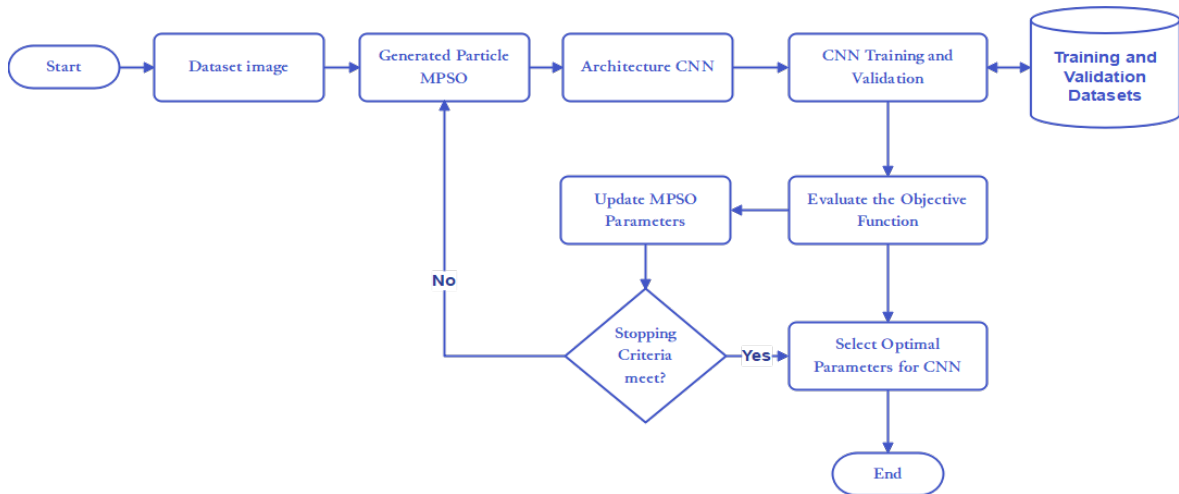 Start
Dataset image
Generated Particle
MPSO
Architecture CNN
CNN Training and
Validation
Training and
Validation
Datasets
Update MPSO
Parameters
Evaluate the Objective
Function
No
Stopping
Criteria
meet?
Yes
Select Optimal
Parameters for CNN
End